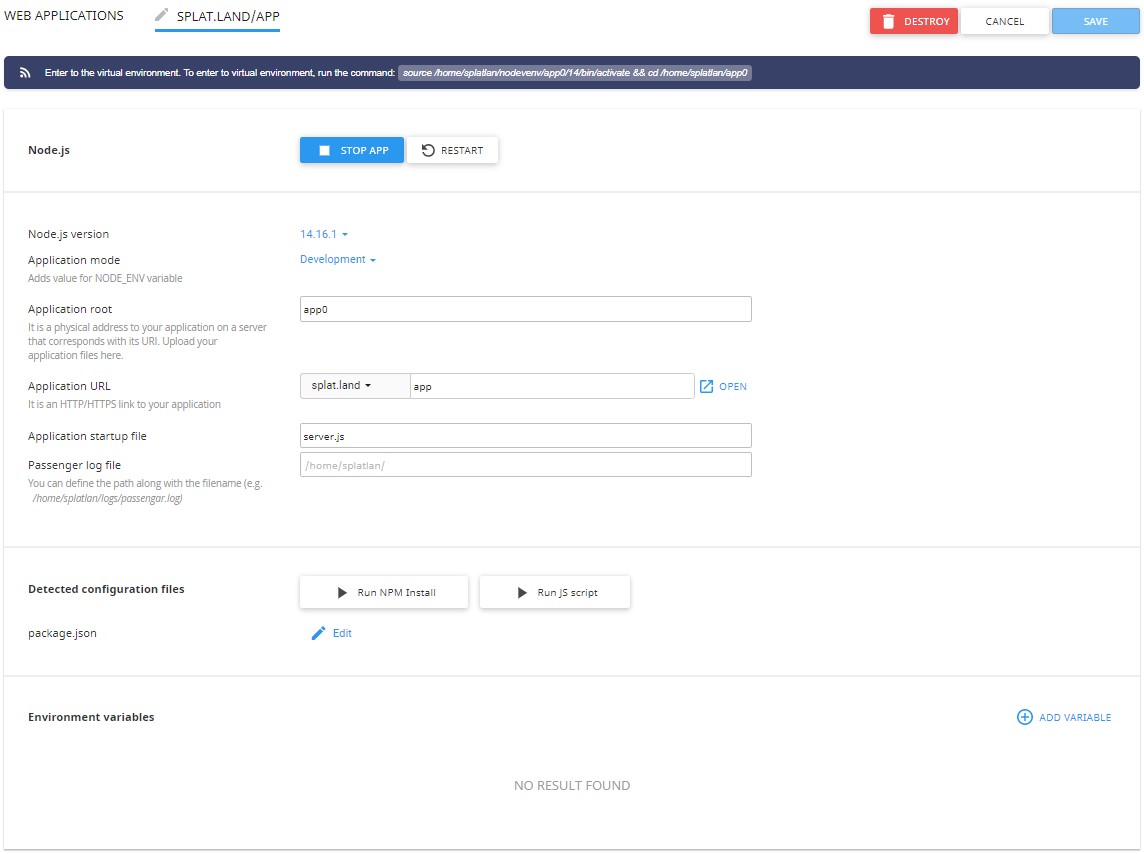 WEB APPLICATIONS
SPLAT.LAND/APP
DESTROY
CANCEL
SAVE
Enter to the virtual environment. To enter to virtual environment, run the command: source /home/splatlan/nodevenv/app0/14/bin/activate && cd /home/splatlan/app0
Node.js
STOP APP
RESTART
Node.js version
14.16.1
Application mode
Development
Adds value for NODE_ENV variable
Application root
app0
It is a physical address to your application on a server
that corresponds with its URI. Upload your
application files here.
Application URL
splat.land
app
OPEN
It is an HTTP/HTTPS link to your application
Application startup file
server.js
Passenger log file
/home/splatlan/
You can define the path along with the filename (e.g.
/home/splatlan/logs/passengar.log)
Detected configuration files
Run NPM Install
Run JS script
package.json
Edit
Environment variables
ADD VARIABLE
NO RESULT FOUND